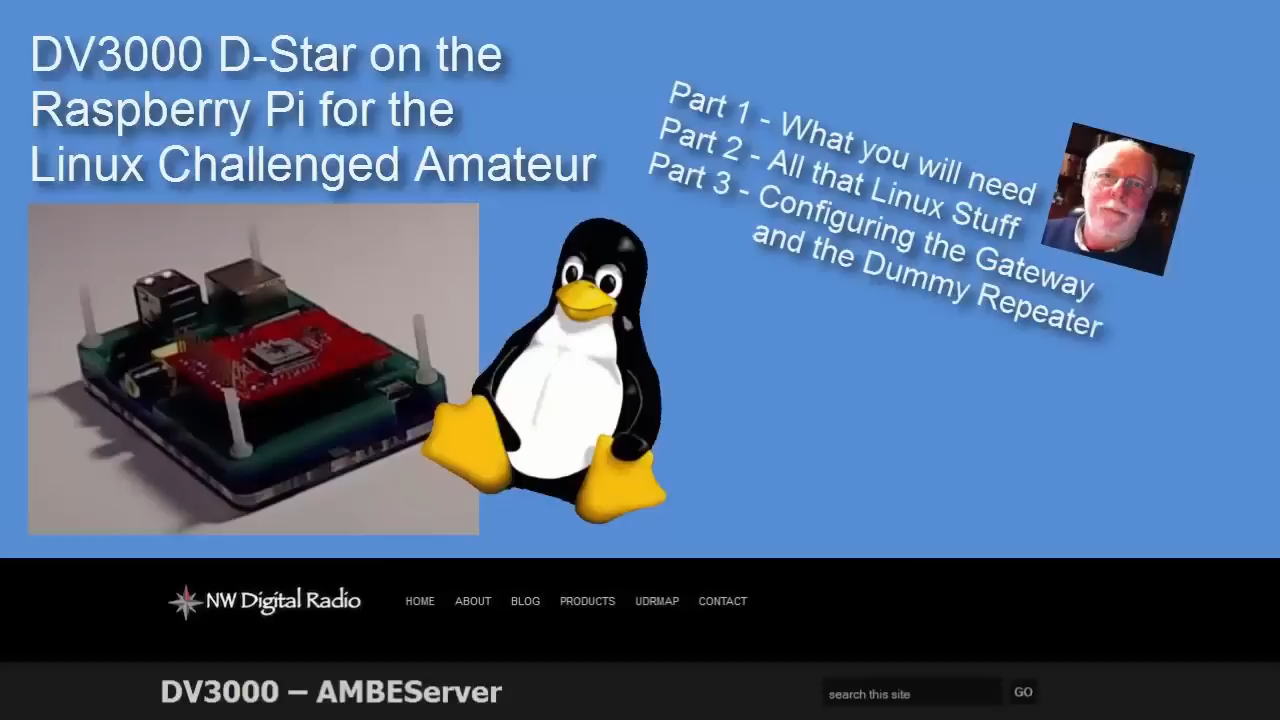 DV3000 D-Star on the
Raspberry Pi for the
Linux Challenged Amateur
Part 1 - What you will need
Part 2 - All that Linux Stuff
Part 3 - Configuring the Gateway
and the Dummy Repeater
NW Digital Radio
HOME ABOUT BLOG PRODUCTS UDRMAP CONTACT
DV3000 – AMBEServer
search this site GO